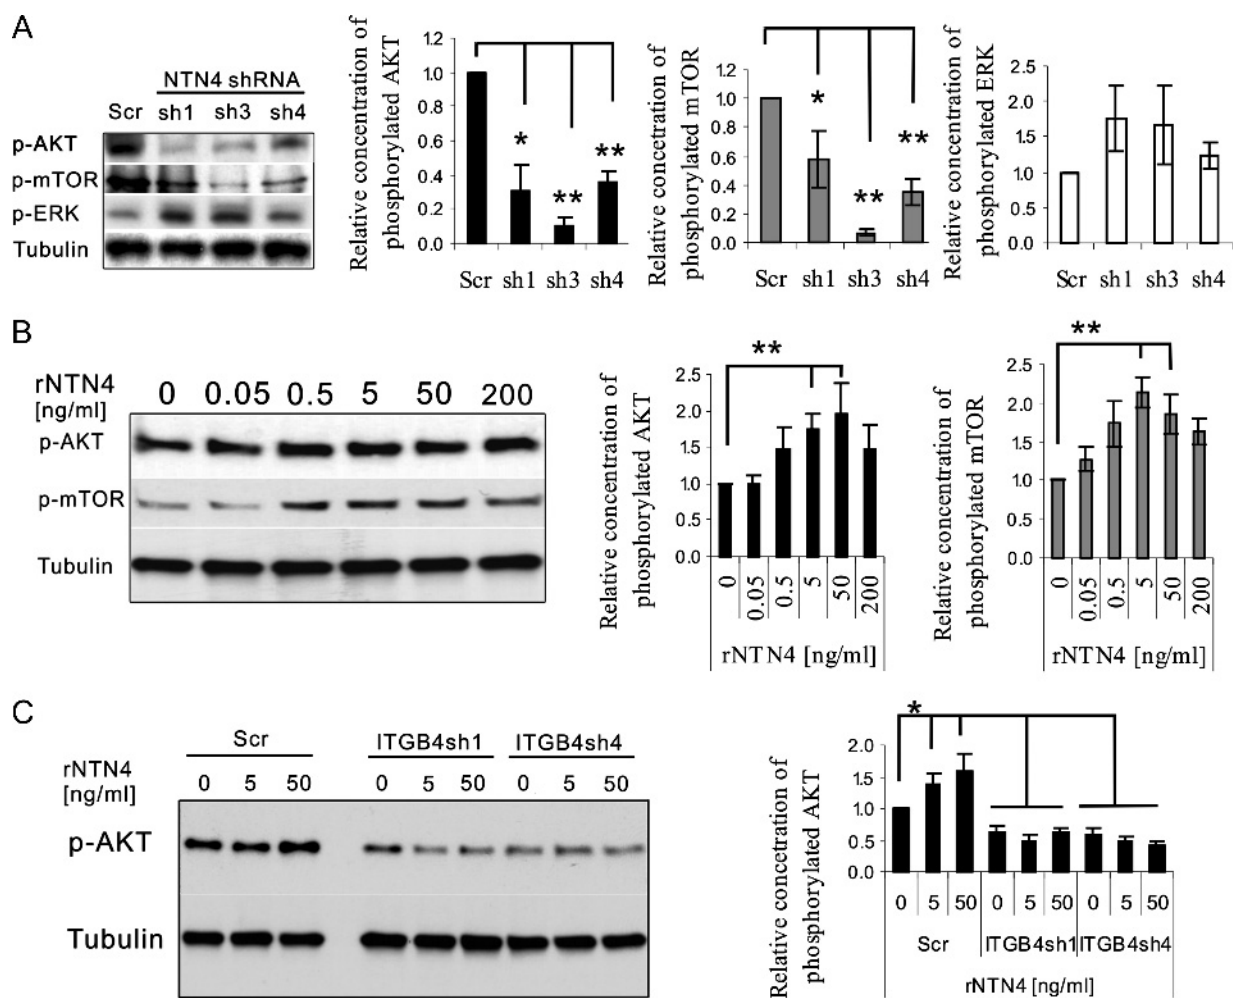 A
NTN4 shRNA
Scr sh1 sh3 sh4
p-AKT
p-mTOR
p-ERK
Tubulin
Relative concentration of
phosphorylated AKT
1.2
1.0
0.8
0.6
0.4
0.2
0.0
* ** **
Scr sh1 sh3 sh4
Relative concetration of
phosphorylated mTOR
1.2
1.0
0.8
0.6
0.4
0.2
0.0
* ** **
Scr sh1 sh3 sh4
Relative concentration of
phosphorylated ERK
2.5
2.0
1.5
1.0
0.5
0.0
Scr sh1 sh3 sh4
B
rNTN4 0 0.05 0.5 5 50 200
[ng/ml]
p-AKT
p-mTOR
Tubulin
Relative concentration of
phosphorylated AKT
**
2.5
2.0
1.5
1.0
0.5
0.0
0 0.05 0.5 5 50 200
rNTN4 [ng/ml]
Relative concentration of
phosphorylated mTOR
**
2.5
2.0
1.5
1.0
0.5
0.0
0 0.05 0.5 5 50 200
rNTN4 [ng/ml]
C
Scr ITGB4sh1 ITGB4sh4
rNTN4 0 5 50 0 5 50 0 5 50
[ng/ml]
p-AKT
Tubulin
Relative concetration of
phosphorylated AKT
*
2.0
1.5
1.0
0.5
0.0
0 5 50 0 5 50 0 5 50
Scr ITGB4sh1 ITGB4sh4
rNTN4 [ng/ml]